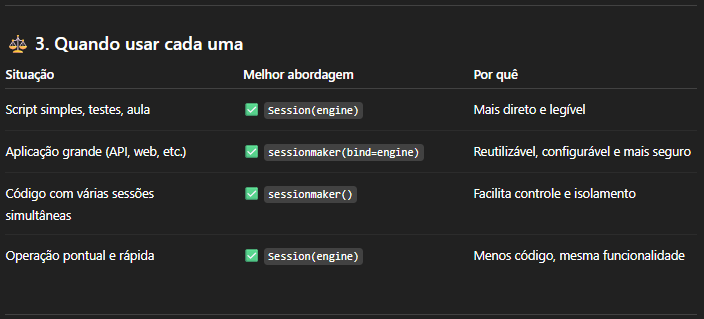 ⚖️ 3. Quando usar cada uma
Situação Melhor abordagem Por quê
Script simples, testes, aula ✅ Session(engine) Mais direto e legível
Aplicação grande (API, web, etc.) ✅ sessionmaker(bind=engine) Reutilizável, configurável e mais seguro
Código com várias sessões
simultâneas ✅ sessionmaker() Facilita controle e isolamento
Operação pontual e rápida ✅ Session(engine) Menos código, mesma funcionalidade